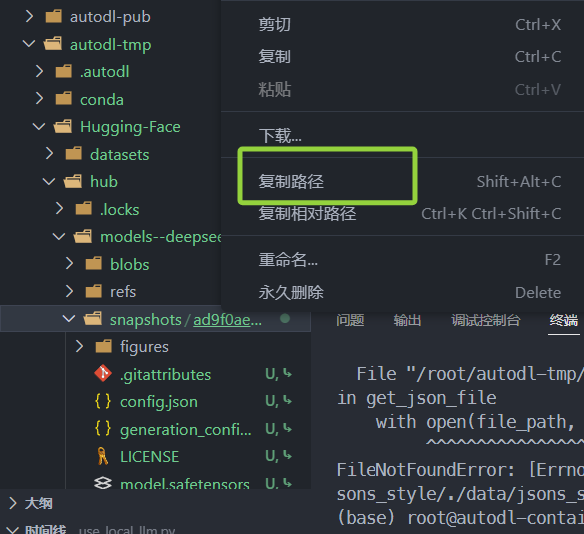 autodl-pub
autodl-tmp
.autodl
conda
Hugging-Face
datasets
hub
.locks
models--deepsee
blobs
refs
snapshots / ad9f0ae...
figures
.gitattributes U,
config.json U,
generation_confi... U,
LICENSE U,
model.safetensors
大纲
时间线 use_local_llm.py
剪切 Ctrl+X
复制 Ctrl+C
粘贴 Ctrl+V
下载...
复制路径 Shift+Alt+C
复制相对路径 Ctrl+K Ctrl+Shift+C
重命名... F2
永久删除 Delete
问题 输出 调试控制台 终端
File "/root/autodl-tmp/
in get_json_file
with open(file_path,
^^^^^^^^^^^^^^^
FileNotFoundError: [Errno
sons_style/./data/jsons_s
(base) root@autodl-contai